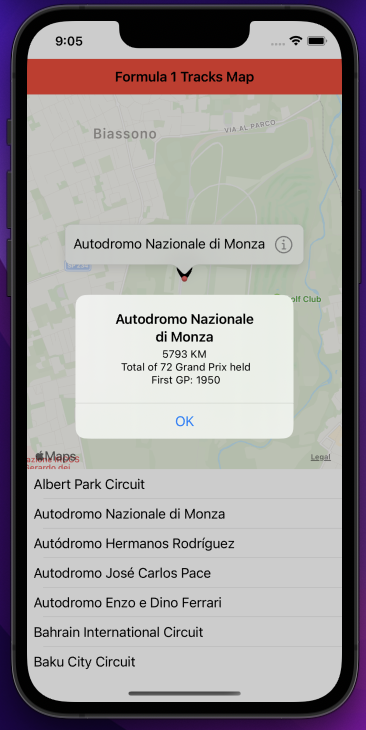 9:05
Formula 1 Tracks Map
Biassono
VIA AL PARCO
Autodromo Nazionale di Monza
olf Club
Autodromo Nazionale
di Monza
5793 KM
Total of 72 Grand Prix held
First GP: 1950
OK
Maps
Legal
Gerardo dei
Albert Park Circuit
Autodromo Nazionale di Monza
Autódromo Hermanos Rodríguez
Autodromo José Carlos Pace
Autodromo Enzo e Dino Ferrari
Bahrain International Circuit
Baku City Circuit